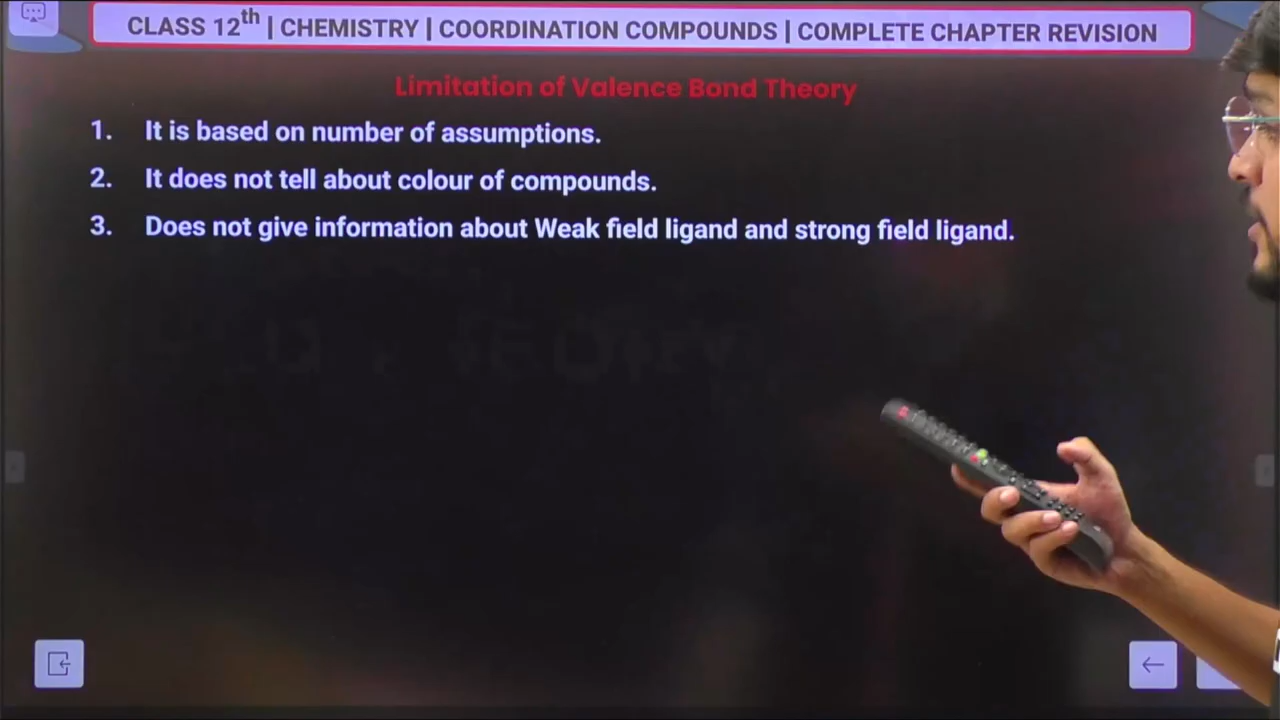 CLASS 12th | CHEMISTRY | COORDINATION COMPOUNDS | COMPLETE CHAPTER REVISION
Limitation of Valence Bond Theory
1. It is based on number of assumptions.
2. It does not tell about colour of compounds.
3. Does not give information about Weak field ligand and strong field ligand.